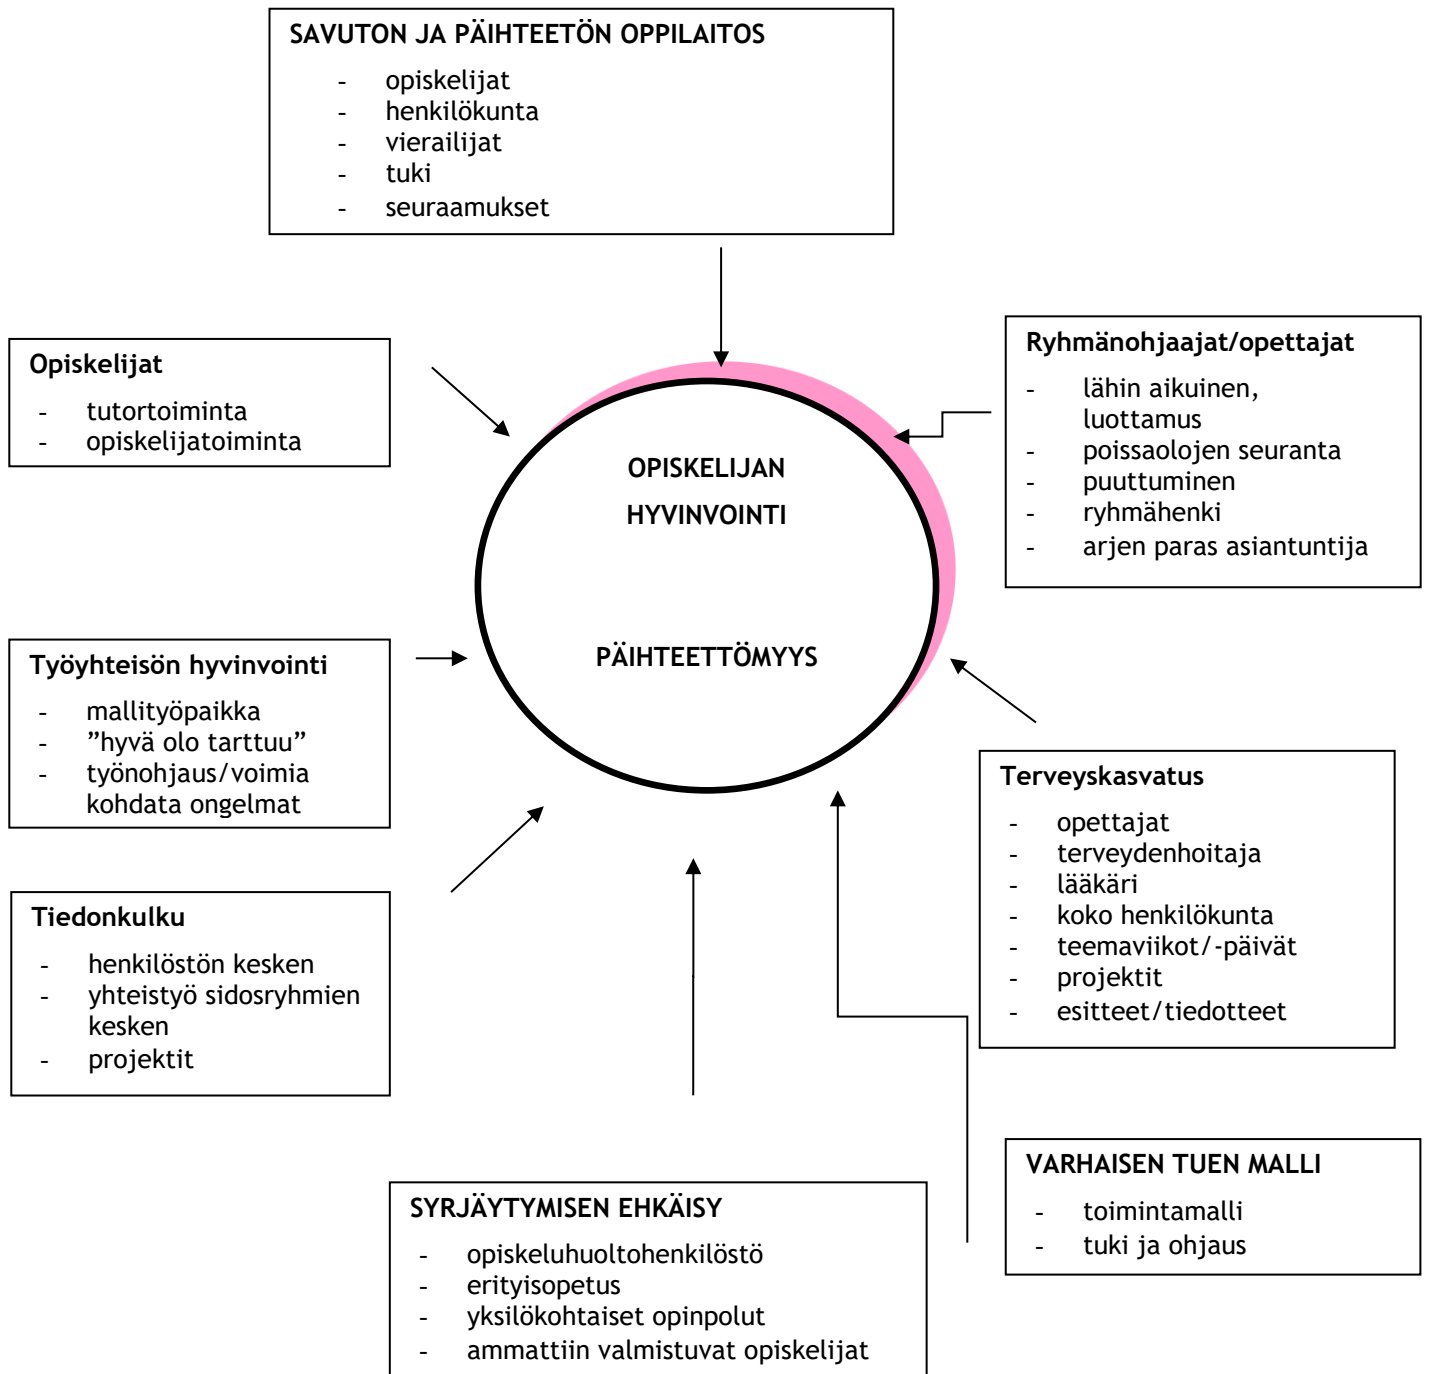 SAVUTON JA PÄIHTEETÖN OPPILAITOS
- opiskelijat
- henkilökunta
- vierailijat
- tuki
- seuraamukset
Opiskelijat
- tutortoiminta
- opiskelijatoiminta
Ryhmänohjaajat/opettajat
- lähin aikuinen,
luottamus
- poissaolojen seuranta
- puuttuminen
- ryhmähenki
- arjen paras asiantuntija
OPISKELIJAN
HYVINVOINTI
PÄIHTEETTÖMYYS
Työyhteisön hyvinvointi
- mallityöpaikka
- ”hyvä olo tarttuu”
- työnohjaus/voimia
kohdata ongelmat
Terveyskasvatus
- opettajat
- terveydenhoitaja
- lääkäri
- koko henkilökunta
- teemaviikot/-päivät
- projektit
- esitteet/tiedotteet
Tiedonkulku
- henkilöstön kesken
- yhteistyö sidosryhmien
kesken
- projektit
VARHAISEN TUEN MALLI
- toimintamalli
- tuki ja ohjaus
SYRJÄYTYMISEN EHKÄISY
- opiskeluhuoltohenkilöstö
- erityisopetus
- yksilökohtaiset opinpolut
- ammattiin valmistuvat opiskelijat